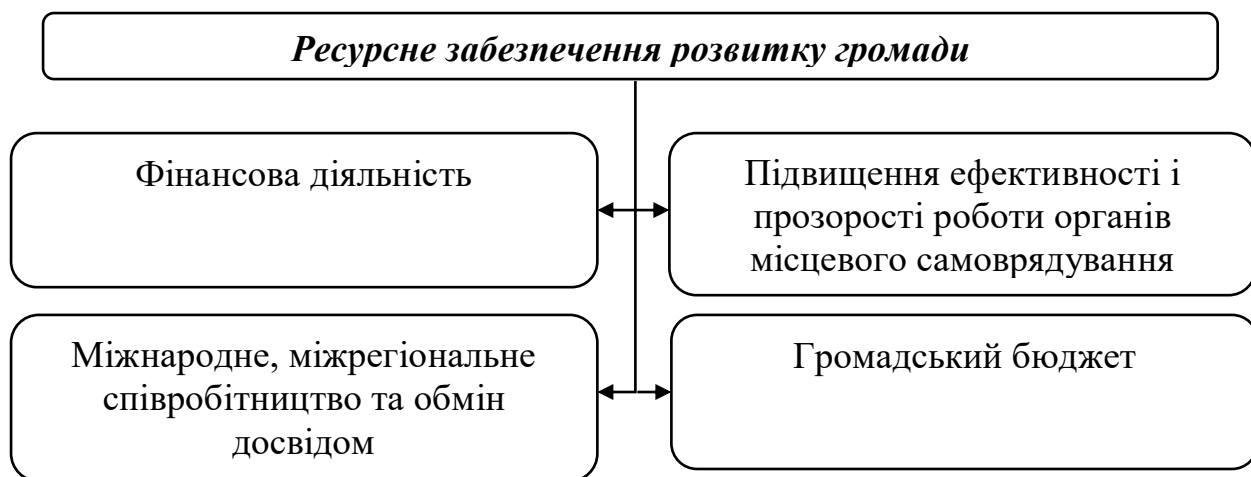 Ресурсне забезпечення розвитку громади
Фінансова діяльність
Підвищення ефективності і
прозорості роботи органів
місцевого самоврядування
Міжнародне, міжрегіональне
співробітництво та обмін
досвідом
Громадський бюджет